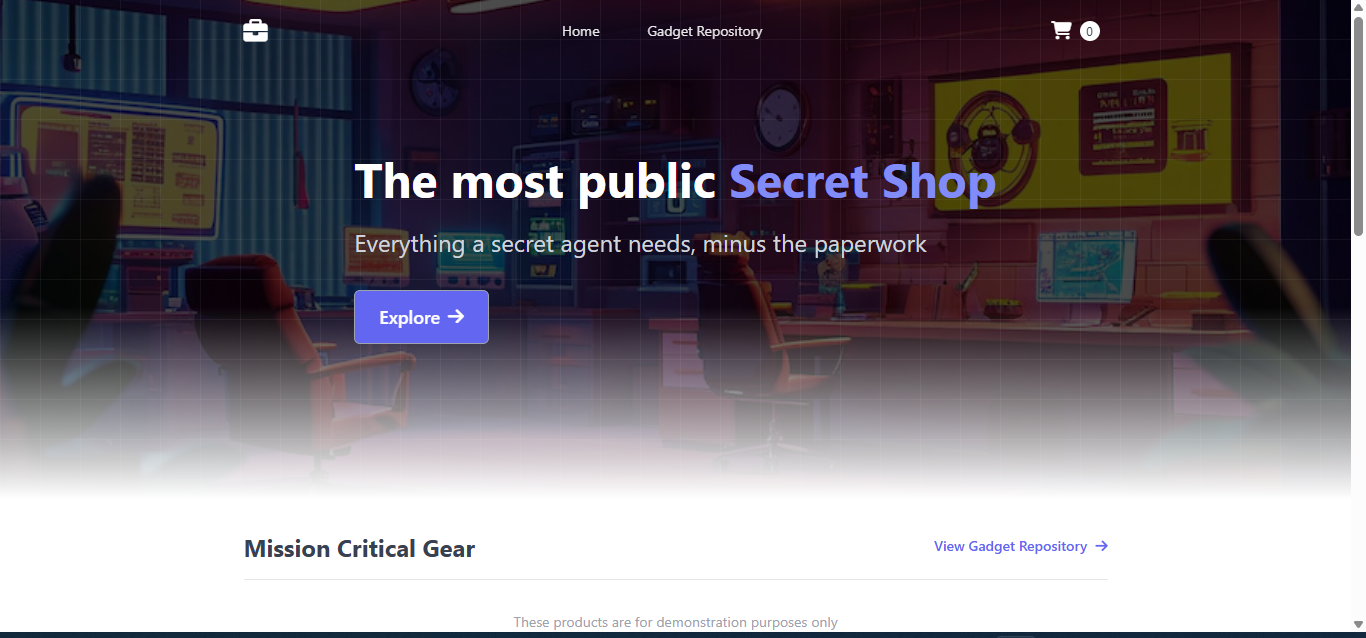 Home
Gadget Repository
0
The most public Secret Shop
Everything a secret agent needs, minus the paperwork
Explore
Mission Critical Gear
View Gadget Repository
These products are for demonstration purposes only